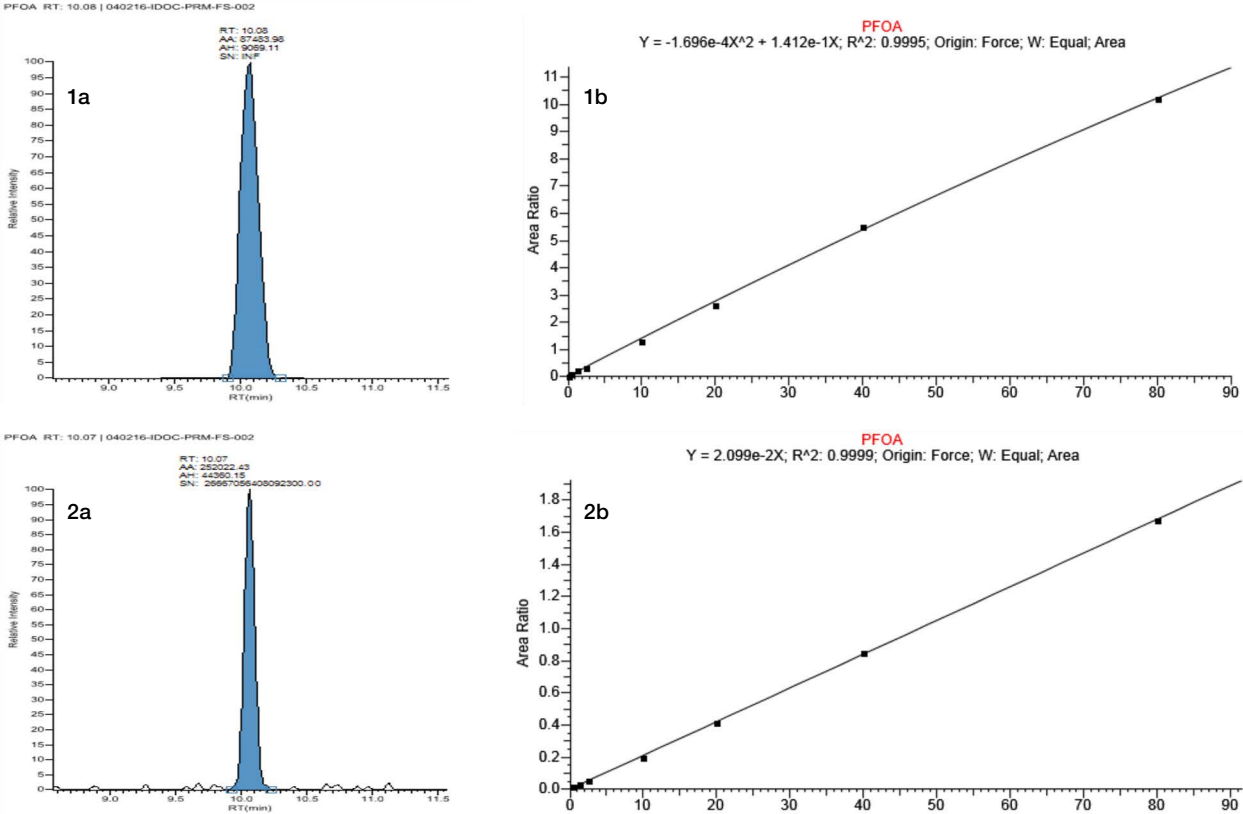 PFOA RT: 10.08 | 040216-IDOC-PRM-FS-002
RT: 10.08
AA: 87483.98
AH: 9069.11
SN: INF
1a
100
95
90
85
80
75
70
65
60
55
50
45
40
35
30
25
20
15
10
5
0
Relative Intensity
9.0 9.5 10.0 10.5 11.0 11.5
RT(min)
PFOA
Y = -1.696e-4X^2 + 1.412e-1X; R^2: 0.9995; Origin: Force; W: Equal; Area
1b
11
10
9
8
7
6
5
4
3
2
1
0
Area Ratio
0 10 20 30 40 50 60 70 80 90
PFOA RT: 10.07 | 040216-IDOC-PRM-FS-002
RT: 10.07
AA: 252022.43
AH: 44360.15
SN:
2a
100
95
90
85
80
75
70
65
60
55
50
45
40
35
30
25
20
15
10
5
0
Relative Intensity
9.0 9.5 10.0 10.5 11.0 11.5
RT(min)
PFOA
Y = 2.099e-2X; R^2: 0.9999; Origin: Force; W: Equal; Area
2b
1.8
1.6
1.4
1.2
1.0
0.8
0.6
0.4
0.2
0.0
Area Ratio
0 10 20 30 40 50 60 70 80 90